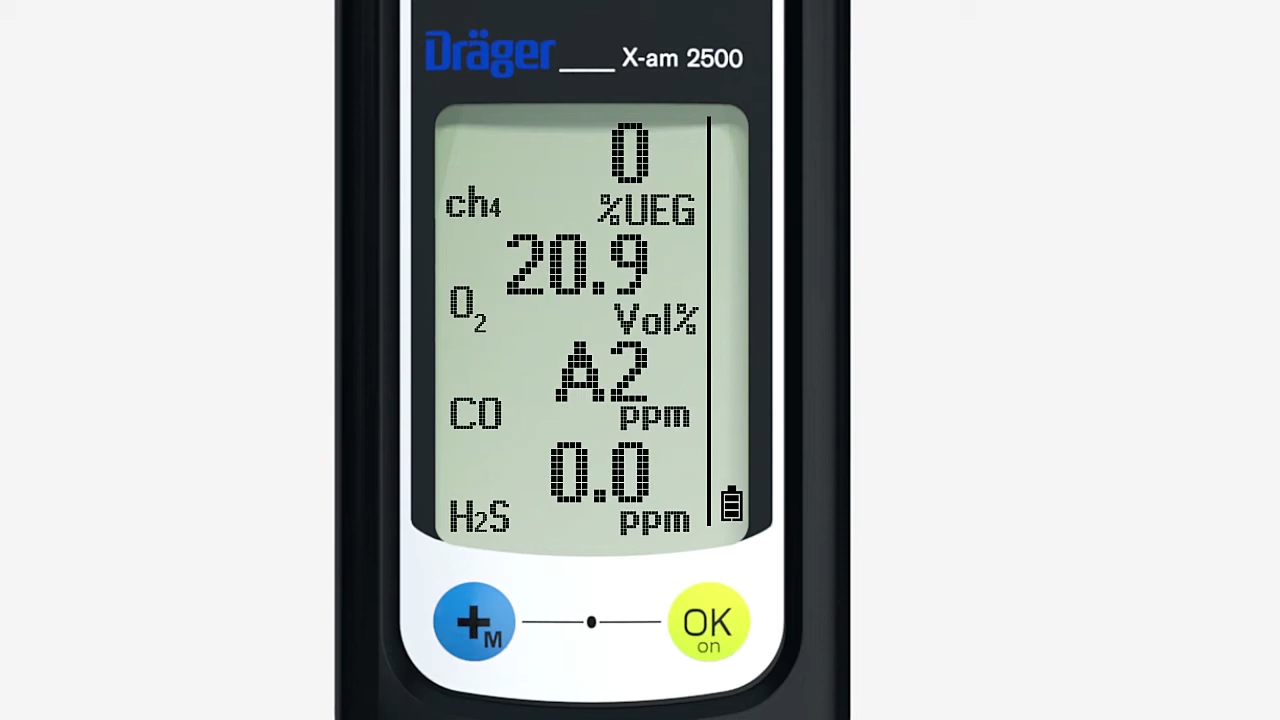 Dräger X-am 2500
0
ch4 %UEG
20.9
O2 Vol%
A2
CO ppm
0.0
H2S ppm
+M OK
on